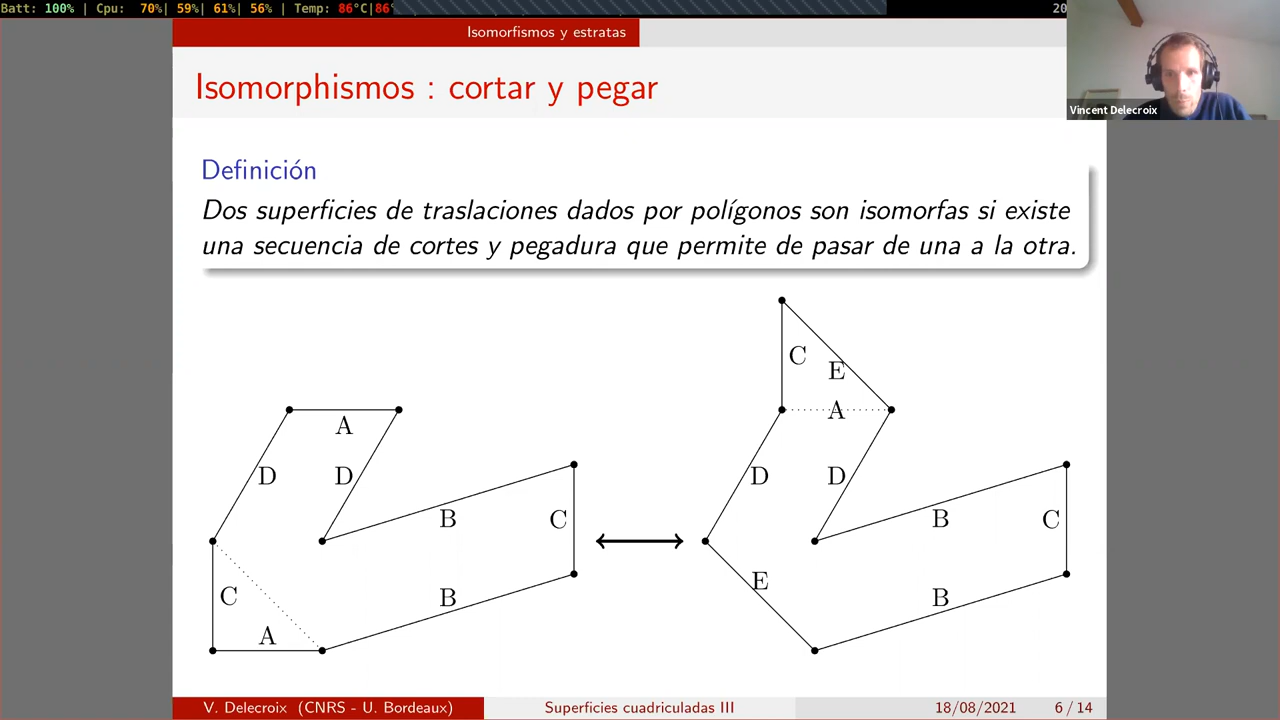 Batt: 100% | Cpu: 70%| 59%| 61%| 56% | Temp: 86°C|86°
20
Isomorfismos y estratas
Vincent Delecroix
Isomorphismos : cortar y pegar
Definición
Dos superficies de traslaciones dados por polígonos son isomorfas si existe
una secuencia de cortes y pegadura que permite de pasar de una a la otra.
C
E
A
A
D
D
D
D
B
C
B
C
E
C
B
B
A
V. Delecroix (CNRS - U. Bordeaux)
Superficies cuadriculadas III
18/08/2021
6 / 14